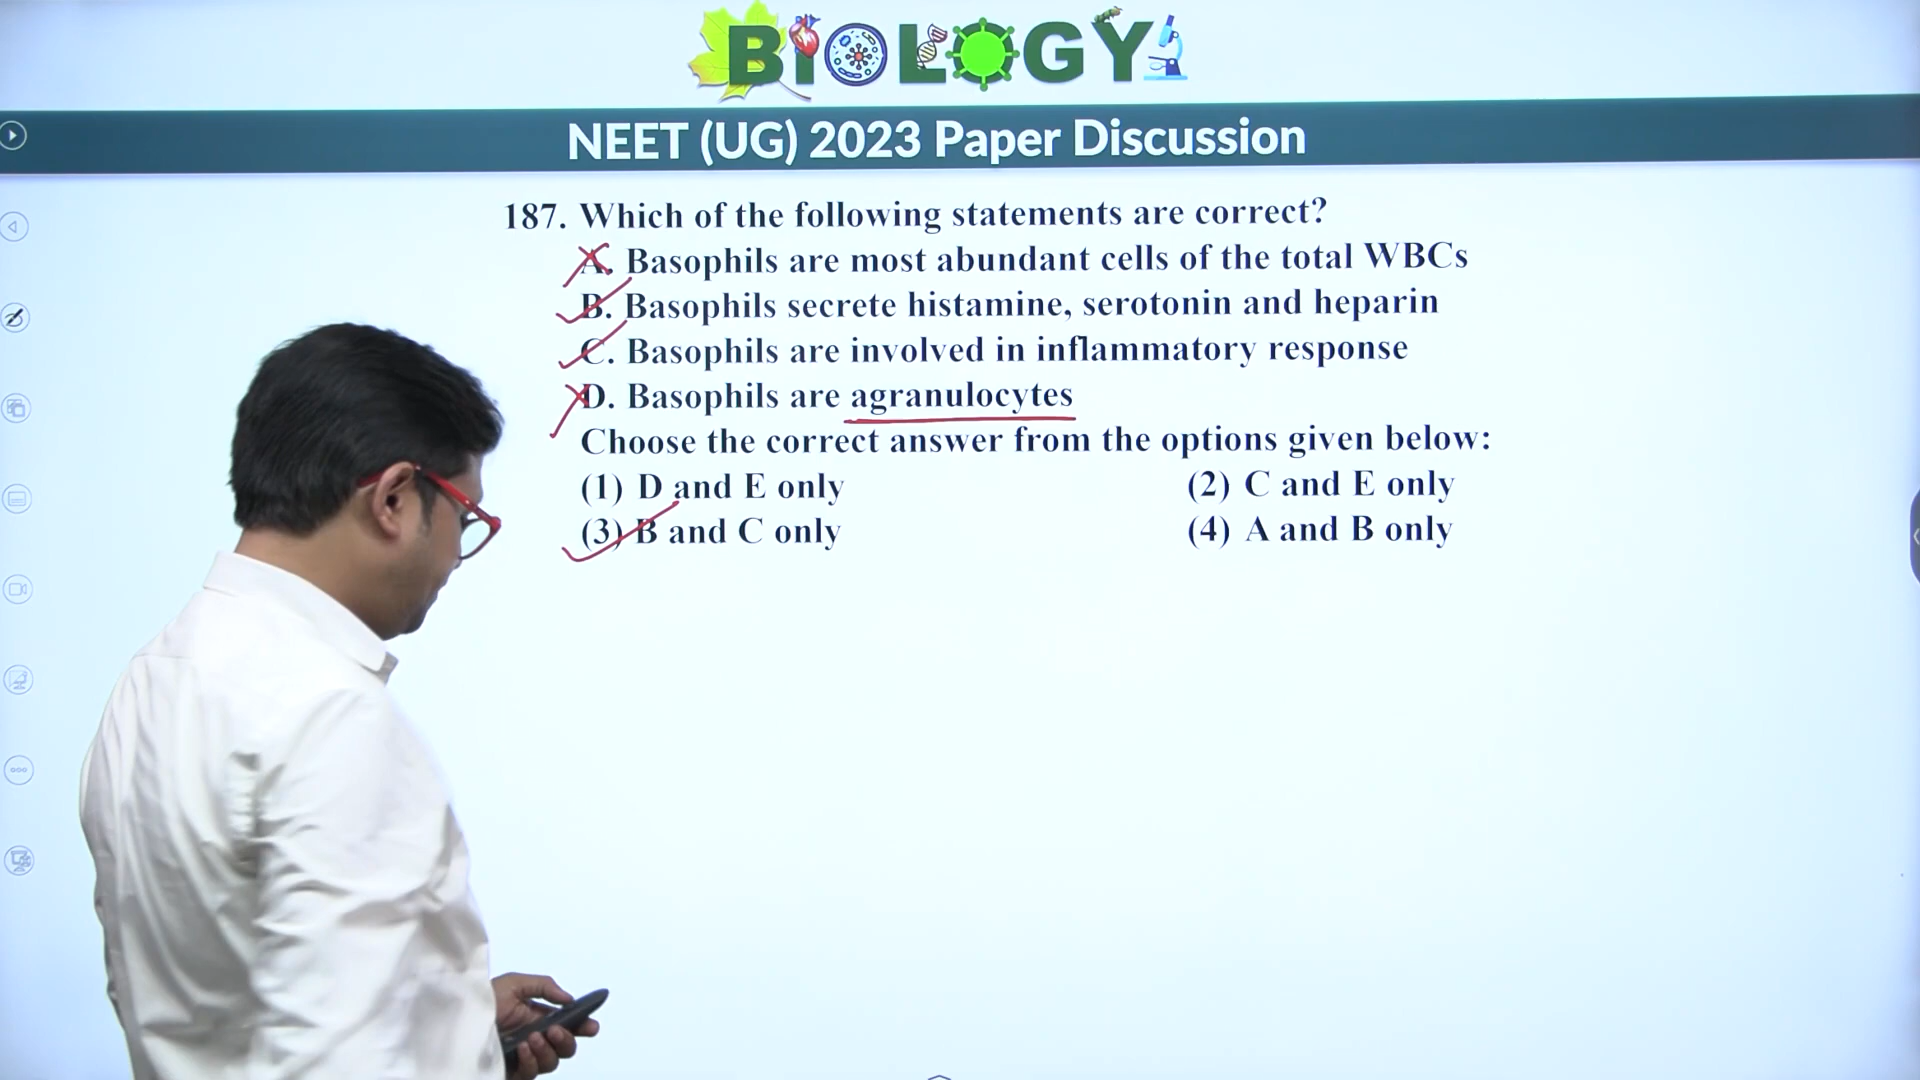 BIOLOGY
NEET (UG) 2023 Paper Discussion
187. Which of the following statements are correct?
A. Basophils are most abundant cells of the total WBCs
B. Basophils secrete histamine, serotonin and heparin
C. Basophils are involved in inflammatory response
D. Basophils are agranulocytes
Choose the correct answer from the options given below:
(1) D and E only (2) C and E only
(3) B and C only (4) A and B only